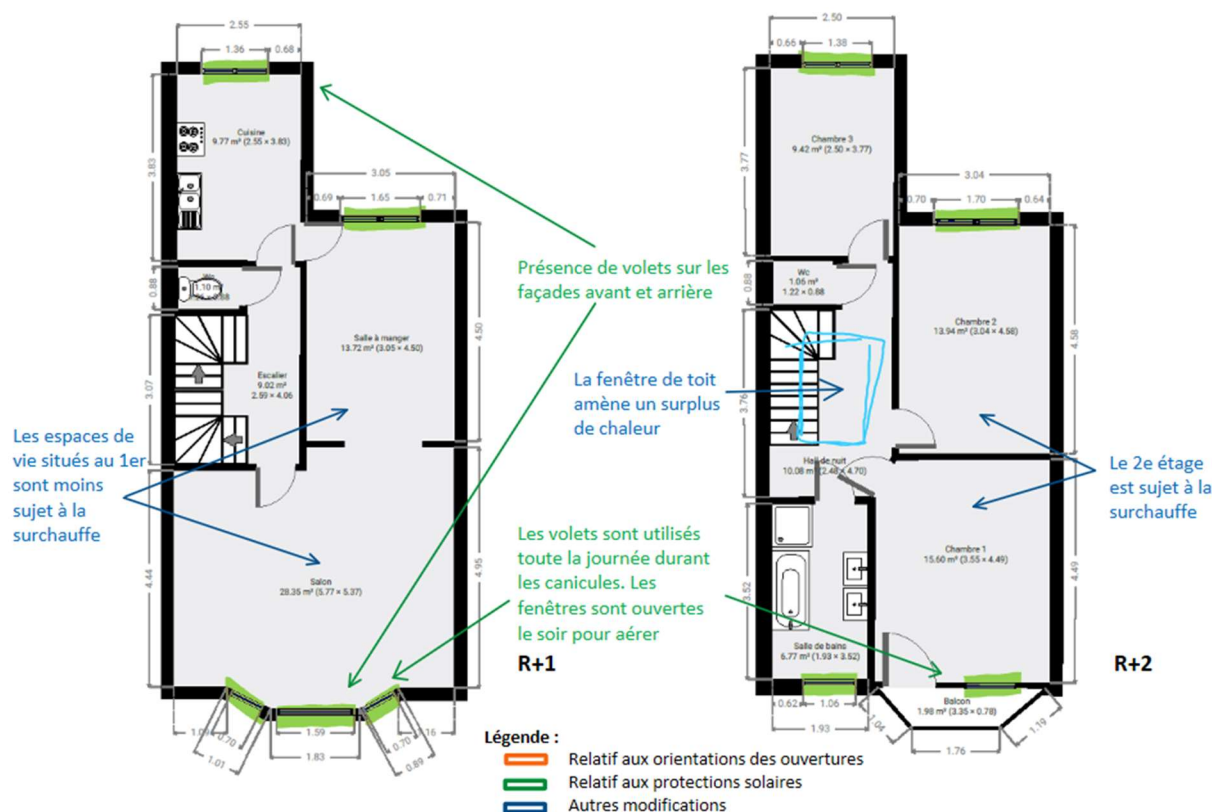 2.55
1.36
0.68
Cuisine
9.77 m² (2.55 × 3.83)
3.83
3.05
0.69
1.65
0.71
Wc
1.10 m²
0.88
0.88
Salle à manger
13.72 m² (3.05 × 4.50)
4.50
Escalier
9.02 m²
2.59 × 4.06
3.07
Les espaces de
vie situés au 1er
sont moins
sujet à la
surchauffe
Salon
28.35 m² (5.77 × 5.37)
4.44
4.95
1.09
0.70
1.01
1.59
1.83
0.70
0.89
.16
R+1
Présence de volets sur les
façades avant et arrière
La fenêtre de toit
amène un surplus
de chaleur
Les volets sont utilisés
toute la journée durant
les canicules. Les
fenêtres sont ouvertes
le soir pour aérer
2.50
0.66
1.38
Chambre 3
9.42 m² (2.50 × 3.77)
3.77
3.04
0.70
1.70
0.64
Wc
1.06 m²
1.22 × 0.88
0.88
Chambre 2
13.94 m² (3.04 × 4.58)
4.58
3.76
Hall de nuit
10.08 m² (2.48 × 4.70)
Le 2e étage
est sujet à la
surchauffe
Chambre 1
15.60 m² (3.55 × 4.49)
4.49
3.52
Salle de bains
6.77 m² (1.93 × 3.52)
0.62
1.06
1.93
Balcon
1.98 m² (3.35 × 0.78)
1.04
1.76
1.19
R+2
Légende :
Relatif aux orientations des ouvertures
Relatif aux protections solaires
Autres modifications